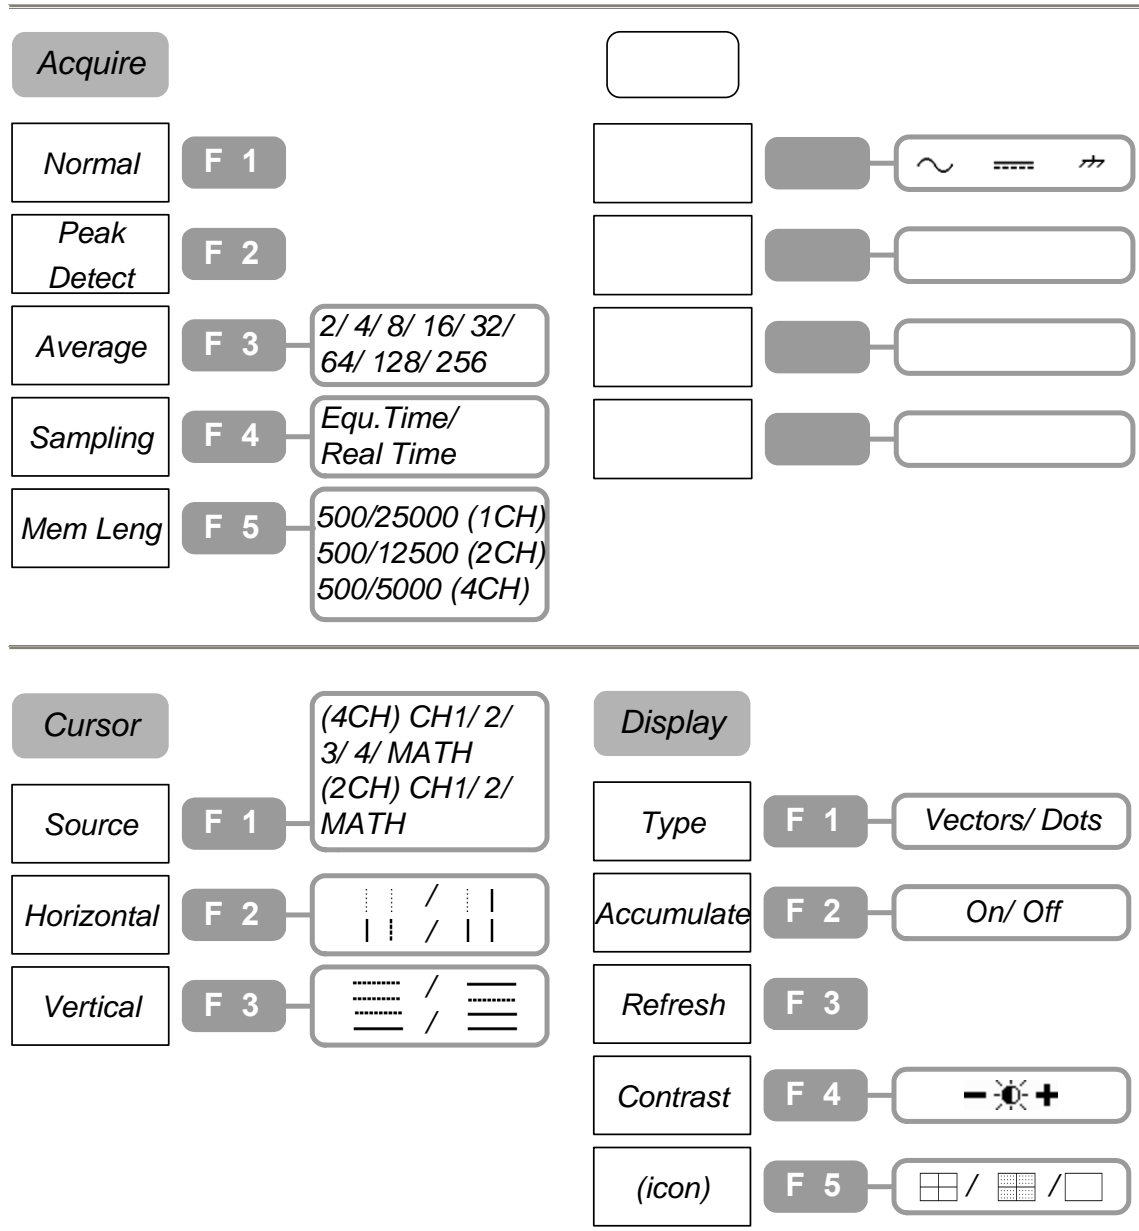 Acquire
Normal
F 1
Peak
Detect
F 2
Average
F 3
2/ 4/ 8/ 16/ 32/
64/ 128/ 256
Sampling
F 4
Equ.Time/
Real Time
Mem Leng
F 5
500/25000 (1CH)
500/12500 (2CH)
500/5000 (4CH)
Cursor
Source
F 1
(4CH) CH1/ 2/
3/ 4/ MATH
(2CH) CH1/ 2/
MATH
Horizontal
F 2
/
/
Vertical
F 3
/
/
Display
Type
F 1
Vectors/ Dots
Accumulate
F 2
On/ Off
Refresh
F 3
Contrast
F 4
(icon)
F 5
/ /